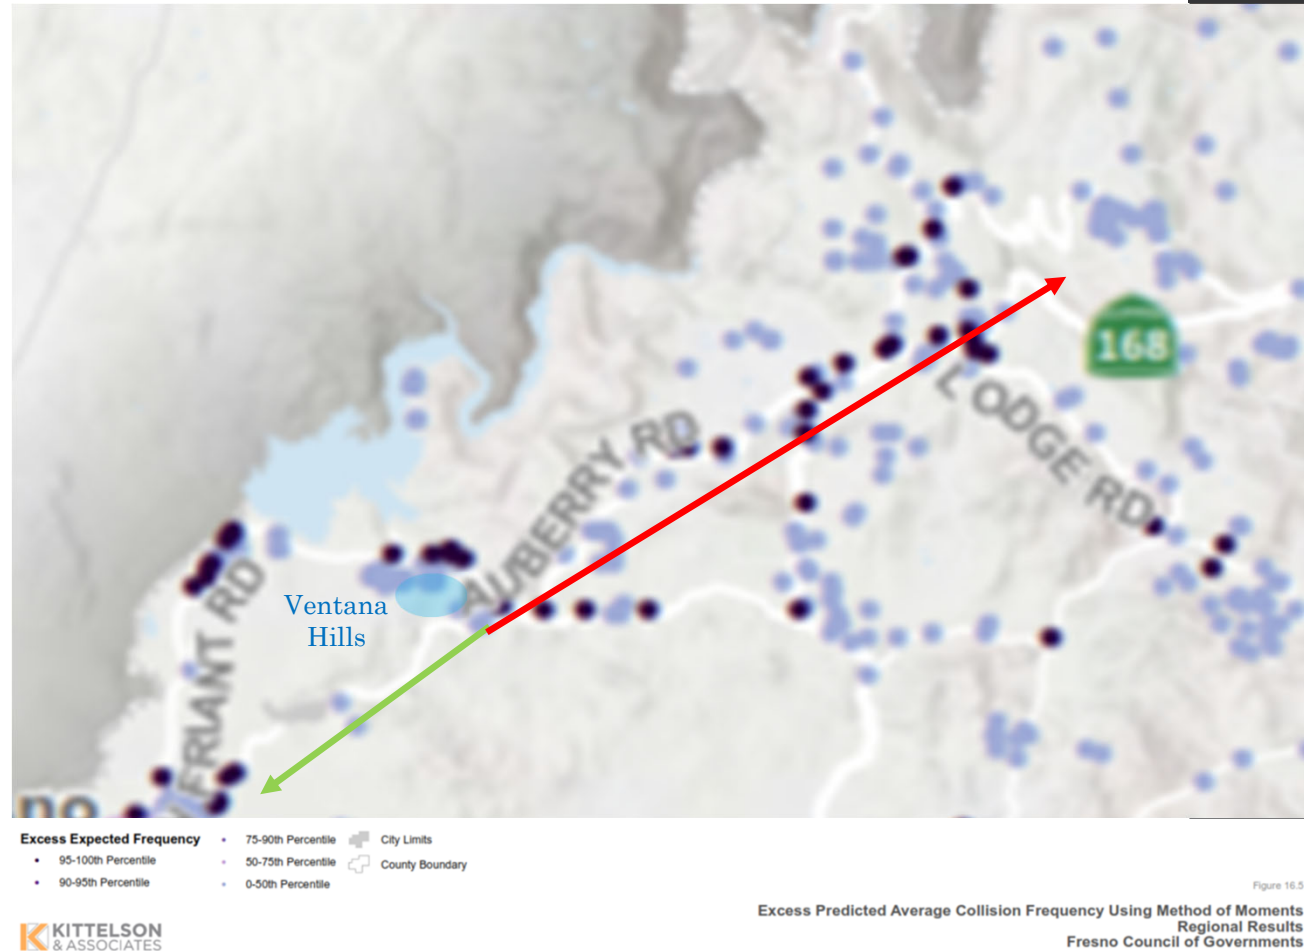 168
LODGE RD
AUBERRY RD
Ventana
Hills
FRIANT RD
no
Excess Expected Frequency
95-100th Percentile
90-95th Percentile
75-90th Percentile
50-75th Percentile
0-50th Percentile
City Limits
County Boundary
Figure 16.5
Excess Predicted Average Collision Frequency Using Method of Moments
Regional Results
Fresno Council of Governments
KITTELSON
& ASSOCIATES